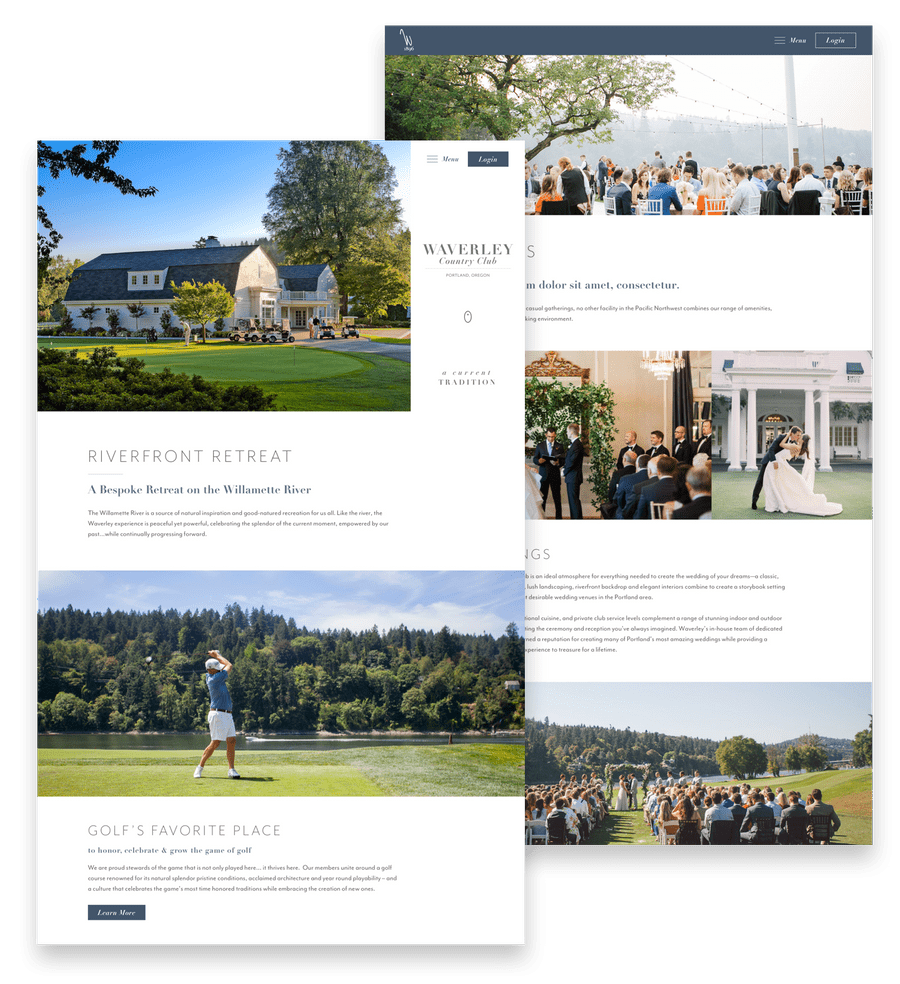 1896
Menu
Login
Menu
Login
WAVERLEY
Country Club
PORTLAND, OREGON
a current
TRADITION
RIVERFRONT RETREAT
A Bespoke Retreat on the Willamette River
The Willamette River is a source of natural inspiration and good-natured recreation for us all. Like the river, the
Waverley experience is peaceful yet powerful, celebrating the splendor of the current moment, empowered by our
past...while continually progressing forward.
GOLF'S FAVORITE PLACE
to honor, celebrate & grow the game of golf
We are proud stewards of the game that is not only played here... it thrives here. Our members unite around a golf
course renowned for its natural splendor pristine conditions, acclaimed architecture and year round playability – and
a culture that celebrates the game's most time honored traditions while embracing the creation of new ones.
Learn More
S
m dolor sit amet, consectetur.
casual gatherings, no other facility in the Pacific Northwest combines our range of amenities,
king environment.
NGS
b is an ideal atmosphere for everything needed to create the wedding of your dreams—a classic,
lush landscaping, riverfront backdrop and elegant interiors combine to create a storybook setting
t desirable wedding venues in the Portland area.
tional cuisine, and private club service levels complement a range of stunning indoor and outdoor
ting the ceremony and reception you've always imagined. Waverley's in-house team of dedicated
ned a reputation for creating many of Portland's most amazing weddings while providing a
xperience to treasure for a lifetime.